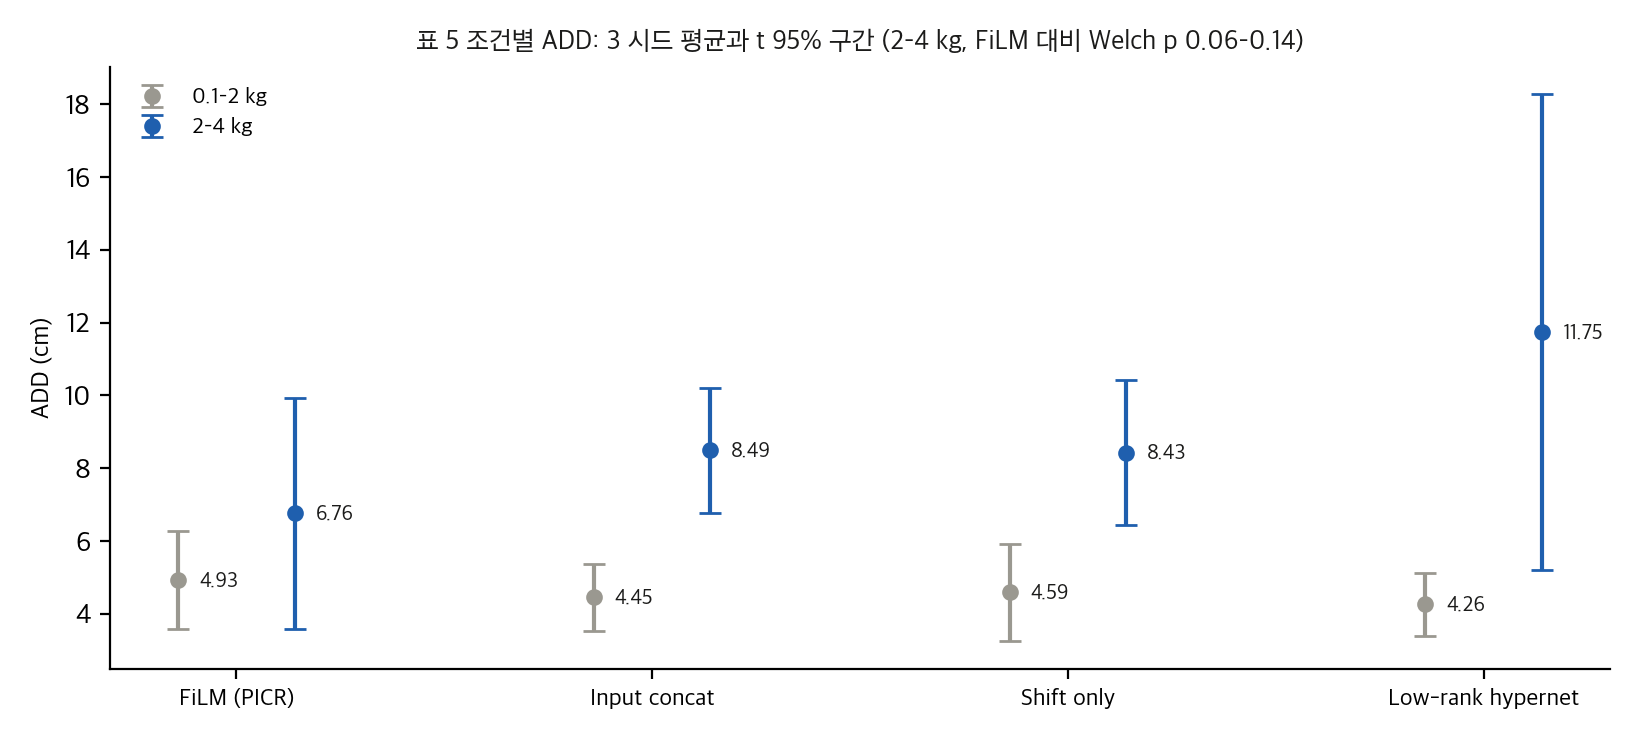 표 5 조건별 ADD: 3 시드 평균과 t 95% 구간 (2-4 kg, FiLM 대비 Welch p 0.06-0.14)
0.1-2 kg
2-4 kg
ADD (cm)
18
16
14
12
10
8
6
4
4.93
6.76
4.45
8.49
4.59
8.43
4.26
11.75
FiLM (PICR)
Input concat
Shift only
Low-rank hypernet